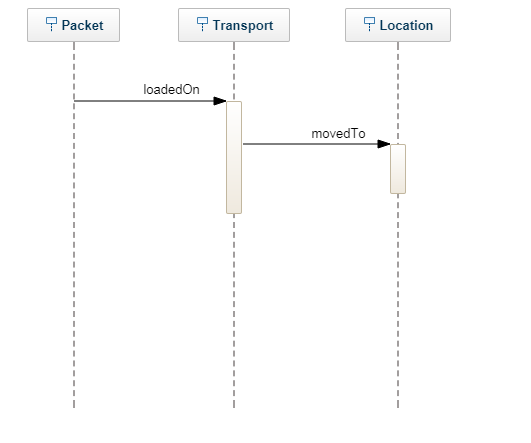 Packet
Transport
Location
loadedOn
movedTo